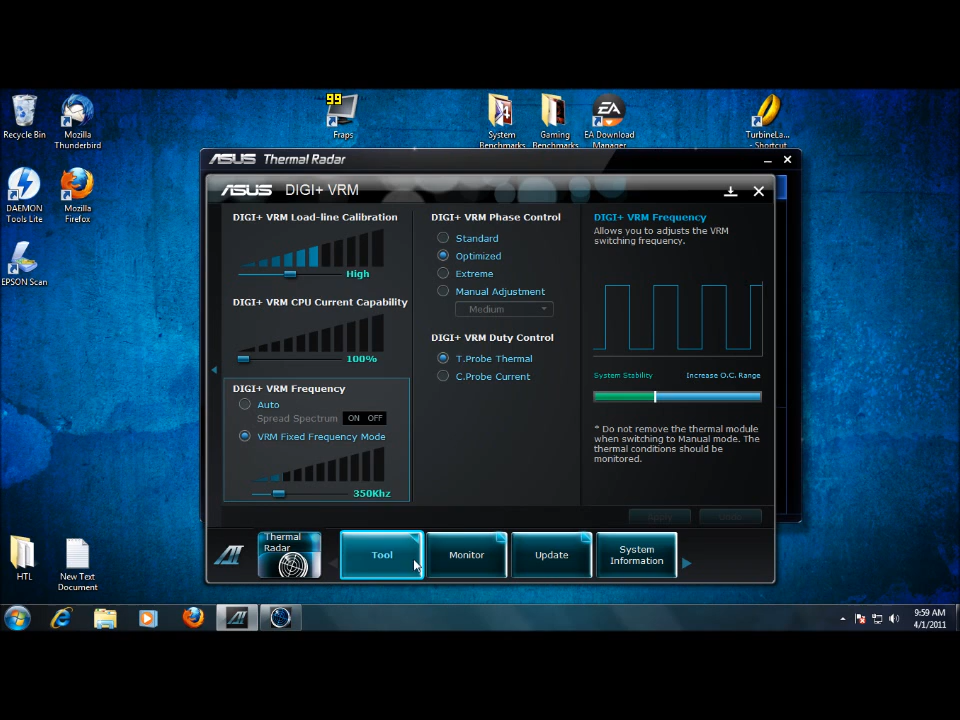 99
Recycle Bin
Mozilla
Thunderbird
Fraps
System
Benchmarks
Gaming
Benchmarks
EA
EA Download
Manager
TurbineLa...
- Shortcut
DAEMON
Tools Lite
Mozilla
Firefox
EPSON Scan
HTL
New Text
Document
ASUS Thermal Radar
ASUS DIGI+ VRM
DIGI+ VRM Load-line Calibration
High
DIGI+ VRM CPU Current Capability
100%
DIGI+ VRM Frequency
Auto
Spread Spectrum ON OFF
VRM Fixed Frequency Mode
350Khz
DIGI+ VRM Phase Control
Standard
Optimized
Extreme
Manual Adjustment
Medium
DIGI+ VRM Duty Control
T.Probe Thermal
C.Probe Current
DIGI+ VRM Frequency
Allows you to adjusts the VRM
switching frequency.
System Stability Increase O.C. Range
* Do not remove the thermal module
when switching to Manual mode. The
thermal conditions should be
monitored.
Thermal
Radar
Tool
Monitor
Update
System
Information
9:59 AM
4/1/2011